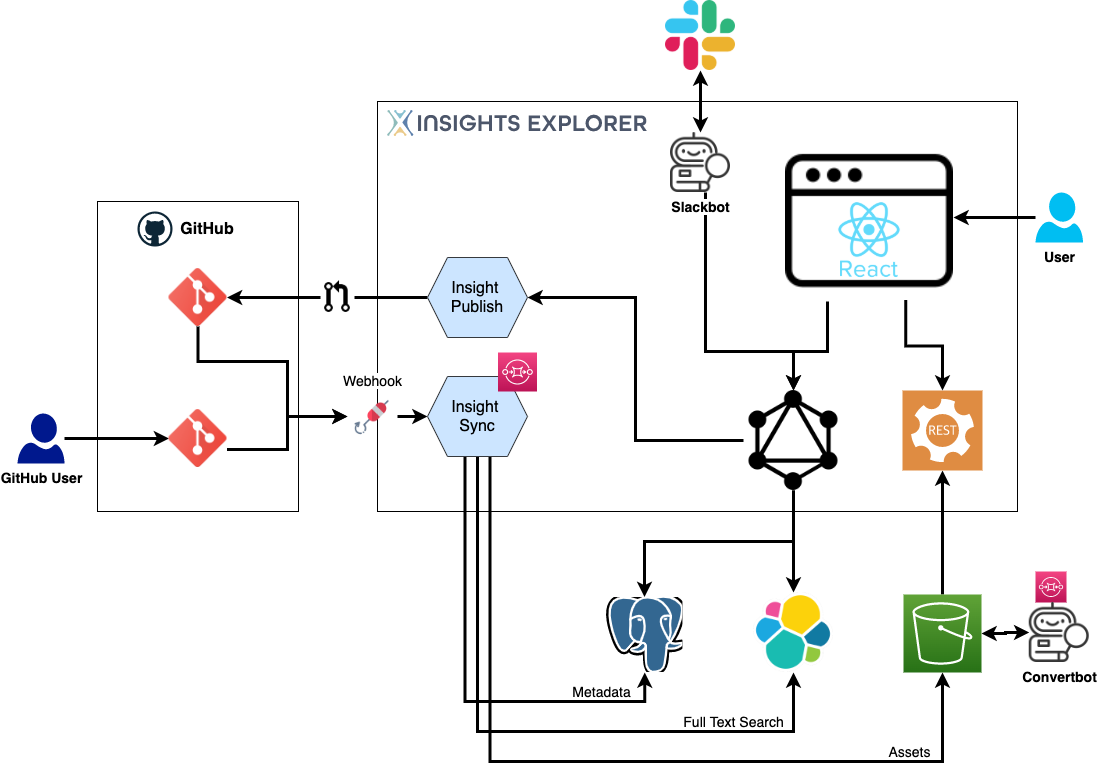 INSIGHTS EXPLORER
Slackbot
GitHub
React
User
Insight
Publish
Webhook
Insight
Sync
REST
GitHub User
Convertbot
Metadata
Full Text Search
Assets